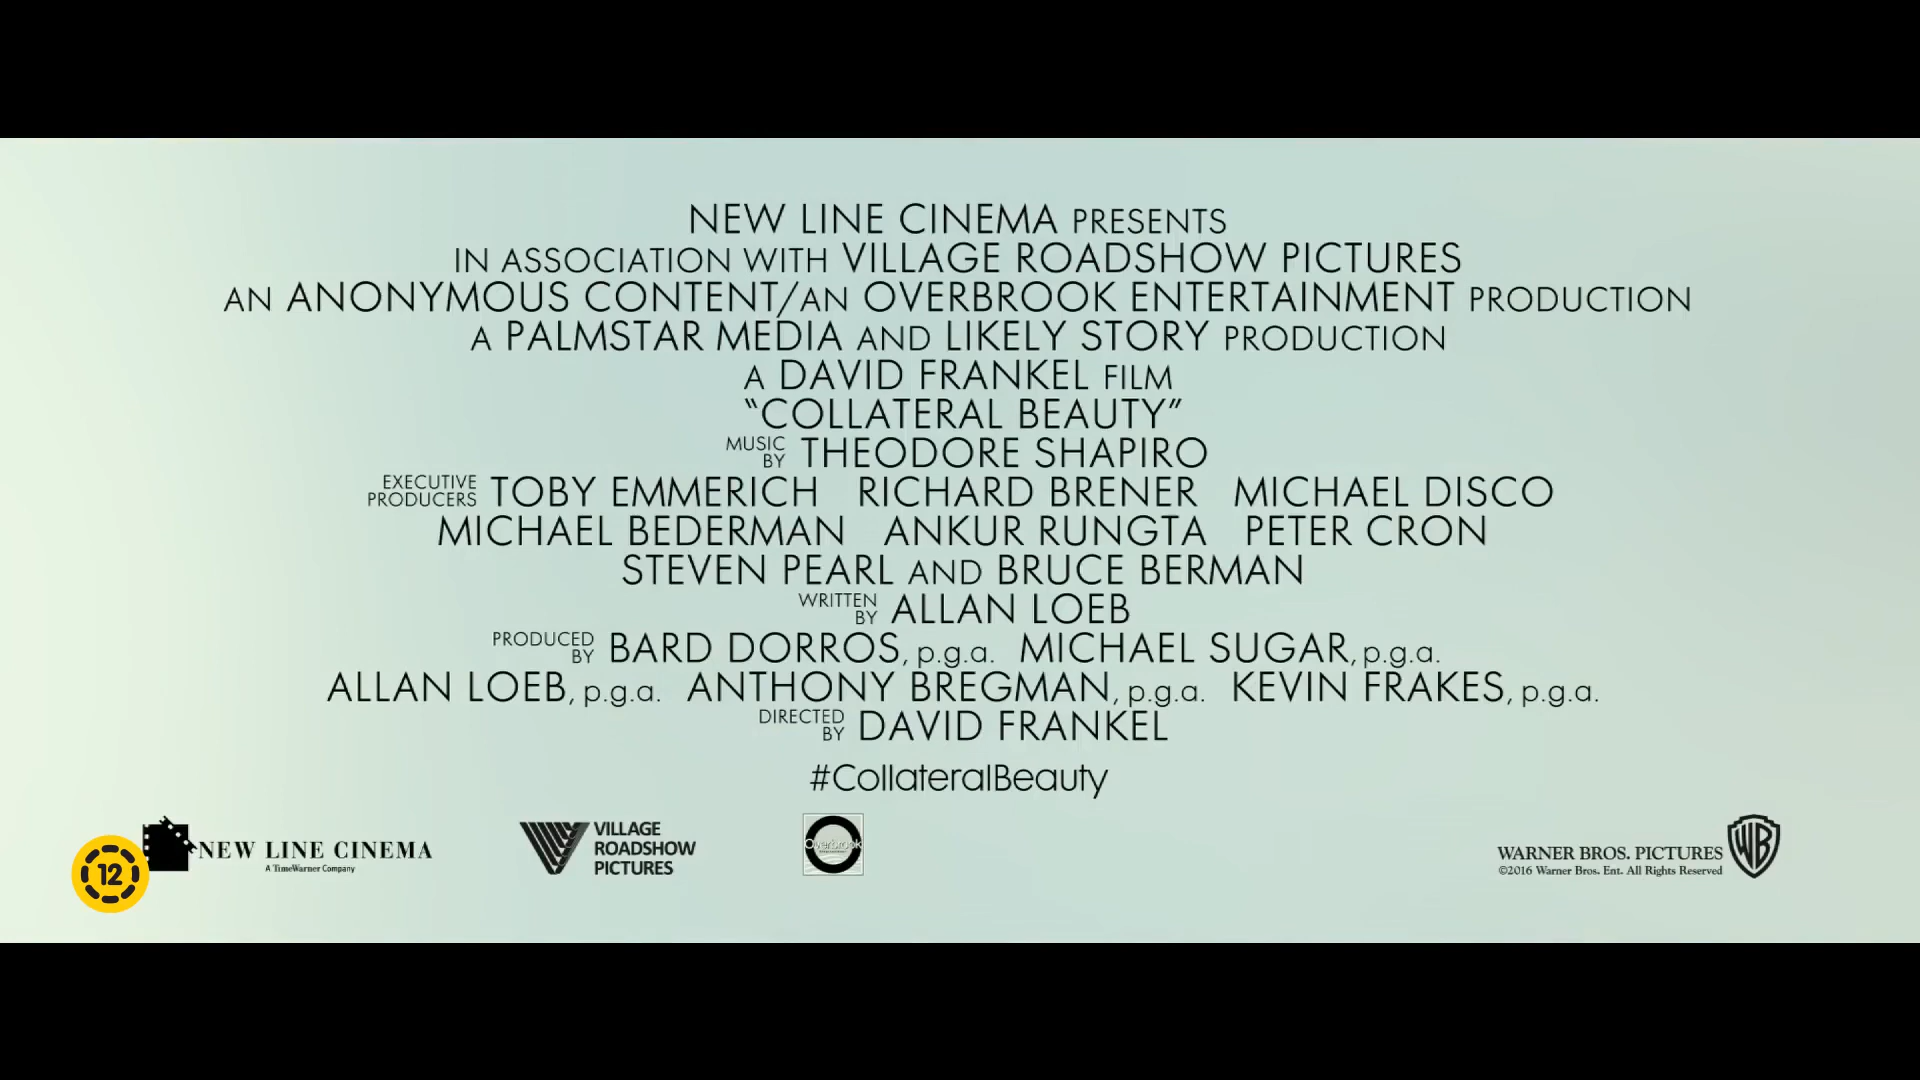 NEW LINE CINEMA PRESENTS
IN ASSOCIATION WITH VILLAGE ROADSHOW PICTURES
AN ANONYMOUS CONTENT/AN OVERBROOK ENTERTAINMENT PRODUCTION
A PALMSTAR MEDIA AND LIKELY STORY PRODUCTION
A DAVID FRANKEL FILM
“COLLATERAL BEAUTY”
MUSIC BY THEODORE SHAPIRO
EXECUTIVE PRODUCERS TOBY EMMERICH RICHARD BRENER MICHAEL DISCO
MICHAEL BEDERMAN ANKUR RUNGTA PETER CRON
STEVEN PEARL AND BRUCE BERMAN
WRITTEN BY ALLAN LOEB
PRODUCED BY BARD DORROS, p.g.a. MICHAEL SUGAR, p.g.a.
ALLAN LOEB, p.g.a. ANTHONY BREGMAN, p.g.a. KEVIN FRAKES, p.g.a.
DIRECTED BY DAVID FRANKEL
#CollateralBeauty
12
NEW LINE CINEMA
A TimeWarner Company
VILLAGE
ROADSHOW
PICTURES
Overbrook
WARNER BROS. PICTURES
©2016 Warner Bros. Ent. All Rights Reserved
WB